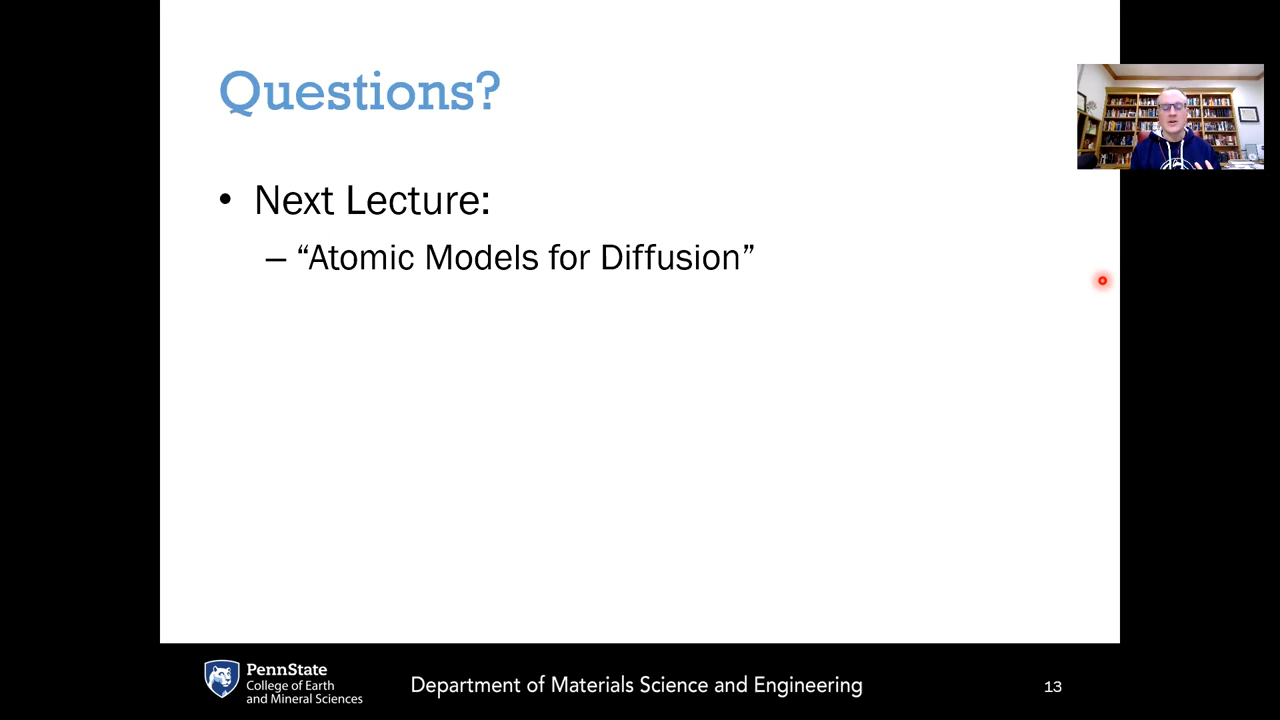 Questions?
• Next Lecture:
– “Atomic Models for Diffusion”
PennState
College of Earth
and Mineral Sciences
Department of Materials Science and Engineering
13